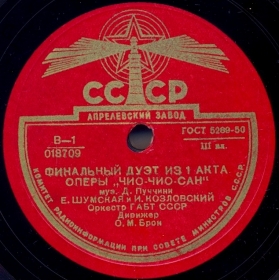 СССР
АПРЕЛЕВСКИЙ ЗАВОД
В—1
018709
ГОСТ 5289-50
III гр.
ФИНАЛЬНЫЙ ДУЭТ ИЗ 1 АКТА
ОПЕРЫ „ЧИО-ЧИО-САН"
муз. Д. Пуччини
Е. ШУМСКАЯ и И. КОЗЛОВСКИЙ
Оркестр ГАБТ СССР
Дирижер
О. М. Брон
КОМИТЕТ РАДИОИНФОРМАЦИИ ПРИ СОВЕТЕ МИНИСТРОВ С.С.С.Р.